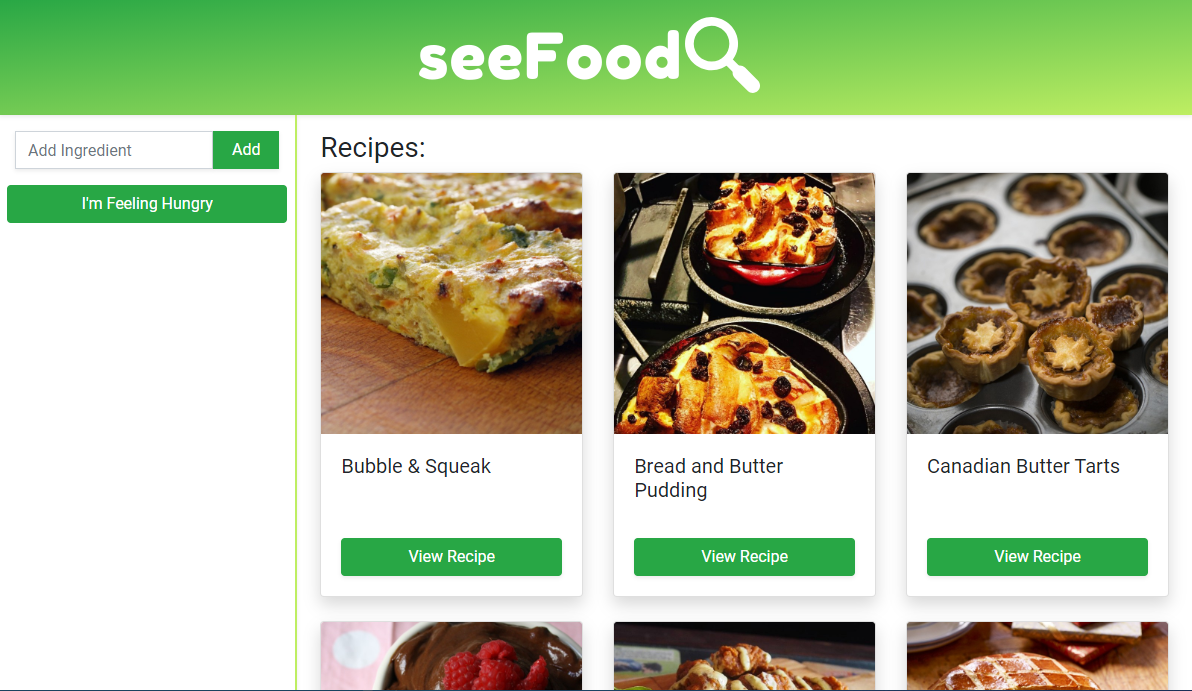 seeFood
Add Ingredient
Add
I'm Feeling Hungry
Recipes:
Bubble & Squeak
View Recipe
Bread and Butter
Pudding
View Recipe
Canadian Butter Tarts
View Recipe